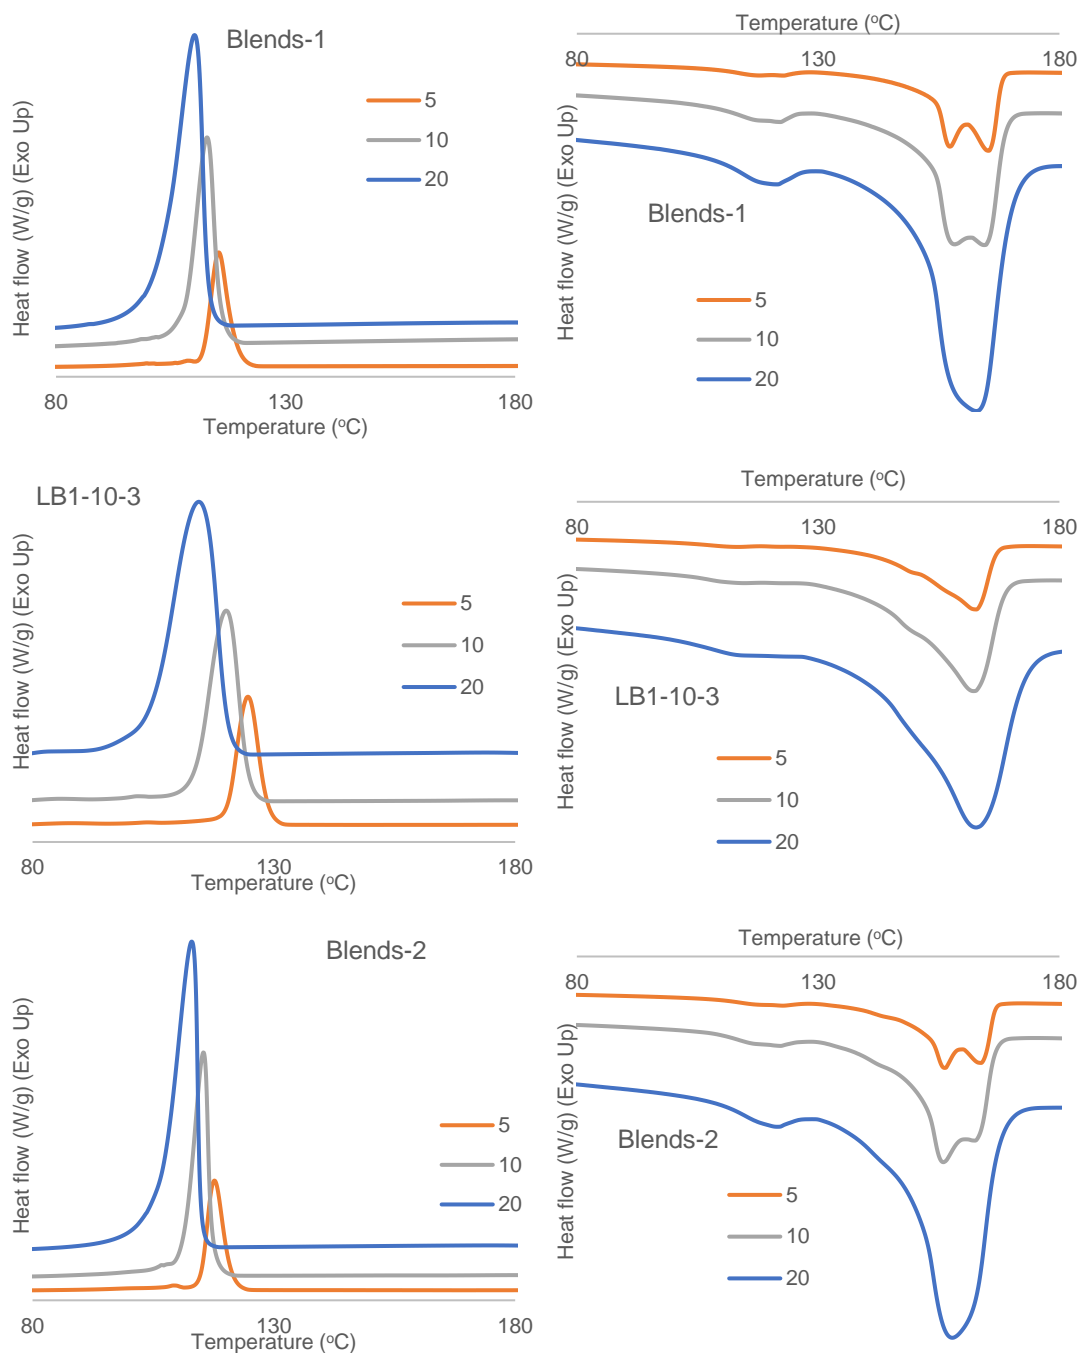 Blends-1
5
10
20
Heat flow (W/g) (Exo Up)
80
130
180
Temperature (oC)
Temperature (oC)
80
130
180
Heat flow (W/g) (Exo Up)
Blends-1
5
10
20
LB1-10-3
5
10
20
Heat flow (W/g) (Exo Up)
80
130
180
Temperature (oC)
Temperature (oC)
80
130
180
Heat flow (W/g) (Exo Up)
LB1-10-3
5
10
20
Blends-2
5
10
20
Heat flow (W/g) (Exo Up)
80
130
180
Temperature (oC)
Temperature (oC)
80
130
180
Heat flow (W/g) (Exo Up)
Blends-2
5
10
20